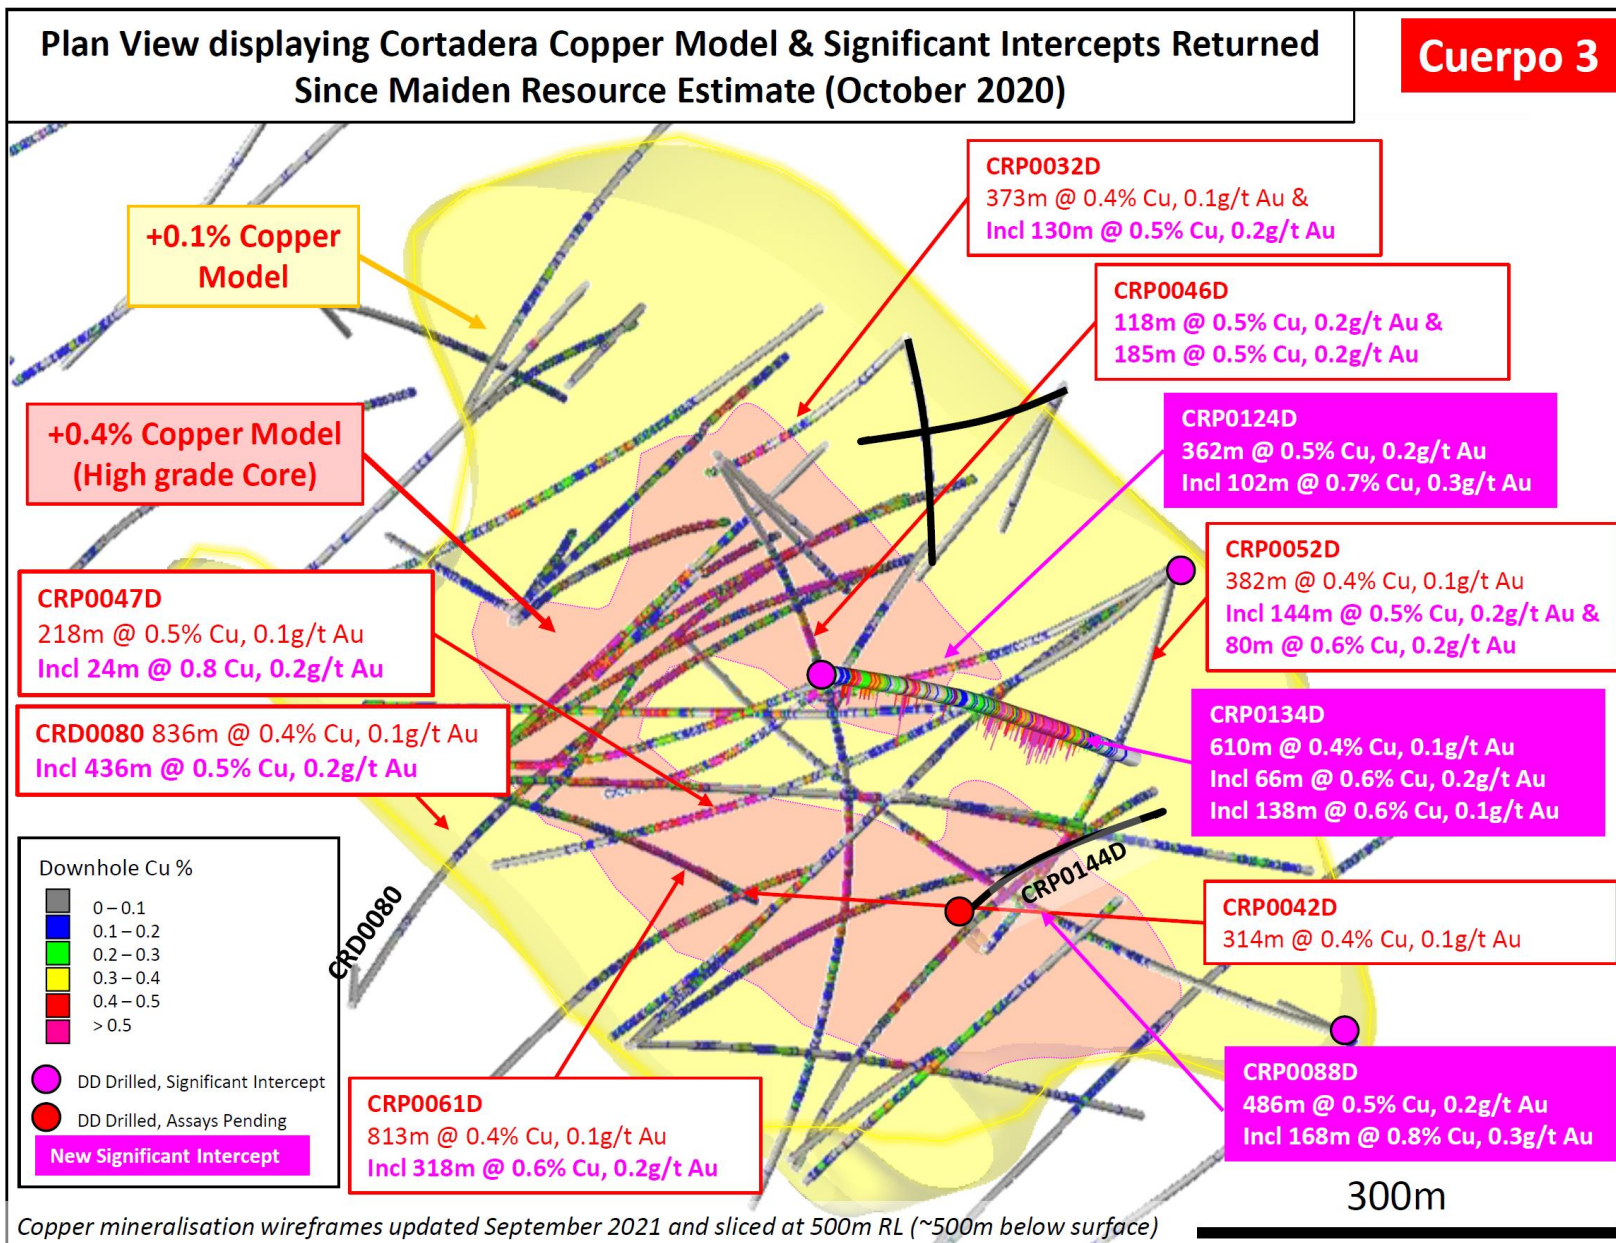 Plan View displaying Cortadera Copper Model & Significant Intercepts Returned
Since Maiden Resource Estimate (October 2020)
Cuerpo 3
CRP0032D
373m @ 0.4% Cu, 0.1g/t Au &
Incl 130m @ 0.5% Cu, 0.2g/t Au
+0.1% Copper
Model
CRP0046D
118m @ 0.5% Cu, 0.2g/t Au &
185m @ 0.5% Cu, 0.2g/t Au
+0.4% Copper Model
(High grade Core)
CRP0124D
362m @ 0.5% Cu, 0.2g/t Au
Incl 102m @ 0.7% Cu, 0.3g/t Au
CRP0052D
382m @ 0.4% Cu, 0.1g/t Au
Incl 144m @ 0.5% Cu, 0.2g/t Au &
80m @ 0.6% Cu, 0.2g/t Au
CRP0047D
218m @ 0.5% Cu, 0.1g/t Au
Incl 24m @ 0.8 Cu, 0.2g/t Au
CRD0080 836m @ 0.4% Cu, 0.1g/t Au
Incl 436m @ 0.5% Cu, 0.2g/t Au
CRP0134D
610m @ 0.4% Cu, 0.1g/t Au
Incl 66m @ 0.6% Cu, 0.2g/t Au
Incl 138m @ 0.6% Cu, 0.1g/t Au
CRP0144D
CRD0080
CRP0042D
314m @ 0.4% Cu, 0.1g/t Au
Downhole Cu %
0 – 0.1
0.1 – 0.2
0.2 – 0.3
0.3 – 0.4
0.4 – 0.5
> 0.5
DD Drilled, Significant Intercept
DD Drilled, Assays Pending
New Significant Intercept
CRP0061D
813m @ 0.4% Cu, 0.1g/t Au
Incl 318m @ 0.6% Cu, 0.2g/t Au
CRP0088D
486m @ 0.5% Cu, 0.2g/t Au
Incl 168m @ 0.8% Cu, 0.3g/t Au
300m
Copper mineralisation wireframes updated September 2021 and sliced at 500m RL (~500m below surface)